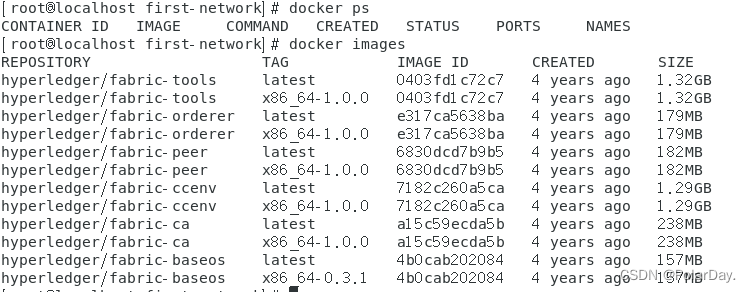 [root@localhost first-network]# docker ps
CONTAINER ID IMAGE COMMAND CREATED STATUS PORTS NAMES
[root@localhost first-network]# docker images
REPOSITORY TAG IMAGE ID CREATED SIZE
hyperledger/fabric-tools latest 0403fd1c72c7 4 years ago 1.32GB
hyperledger/fabric-tools x86_64-1.0.0 0403fd1c72c7 4 years ago 1.32GB
hyperledger/fabric-orderer latest e317ca5638ba 4 years ago 179MB
hyperledger/fabric-orderer x86_64-1.0.0 e317ca5638ba 4 years ago 179MB
hyperledger/fabric-peer latest 6830dcd7b9b5 4 years ago 182MB
hyperledger/fabric-peer x86_64-1.0.0 6830dcd7b9b5 4 years ago 182MB
hyperledger/fabric-ccenv latest 7182c260a5ca 4 years ago 1.29GB
hyperledger/fabric-ccenv x86_64-1.0.0 7182c260a5ca 4 years ago 1.29GB
hyperledger/fabric-ca latest a15c59ecda5b 4 years ago 238MB
hyperledger/fabric-ca x86_64-1.0.0 a15c59ecda5b 4 years ago 238MB
hyperledger/fabric-baseos latest 4b0cab202084 4 years ago 157MB
hyperledger/fabric-baseos x86_64-0.3.1 4b0cab202084 4 years ago 157MB
CSDN @PolarDay.